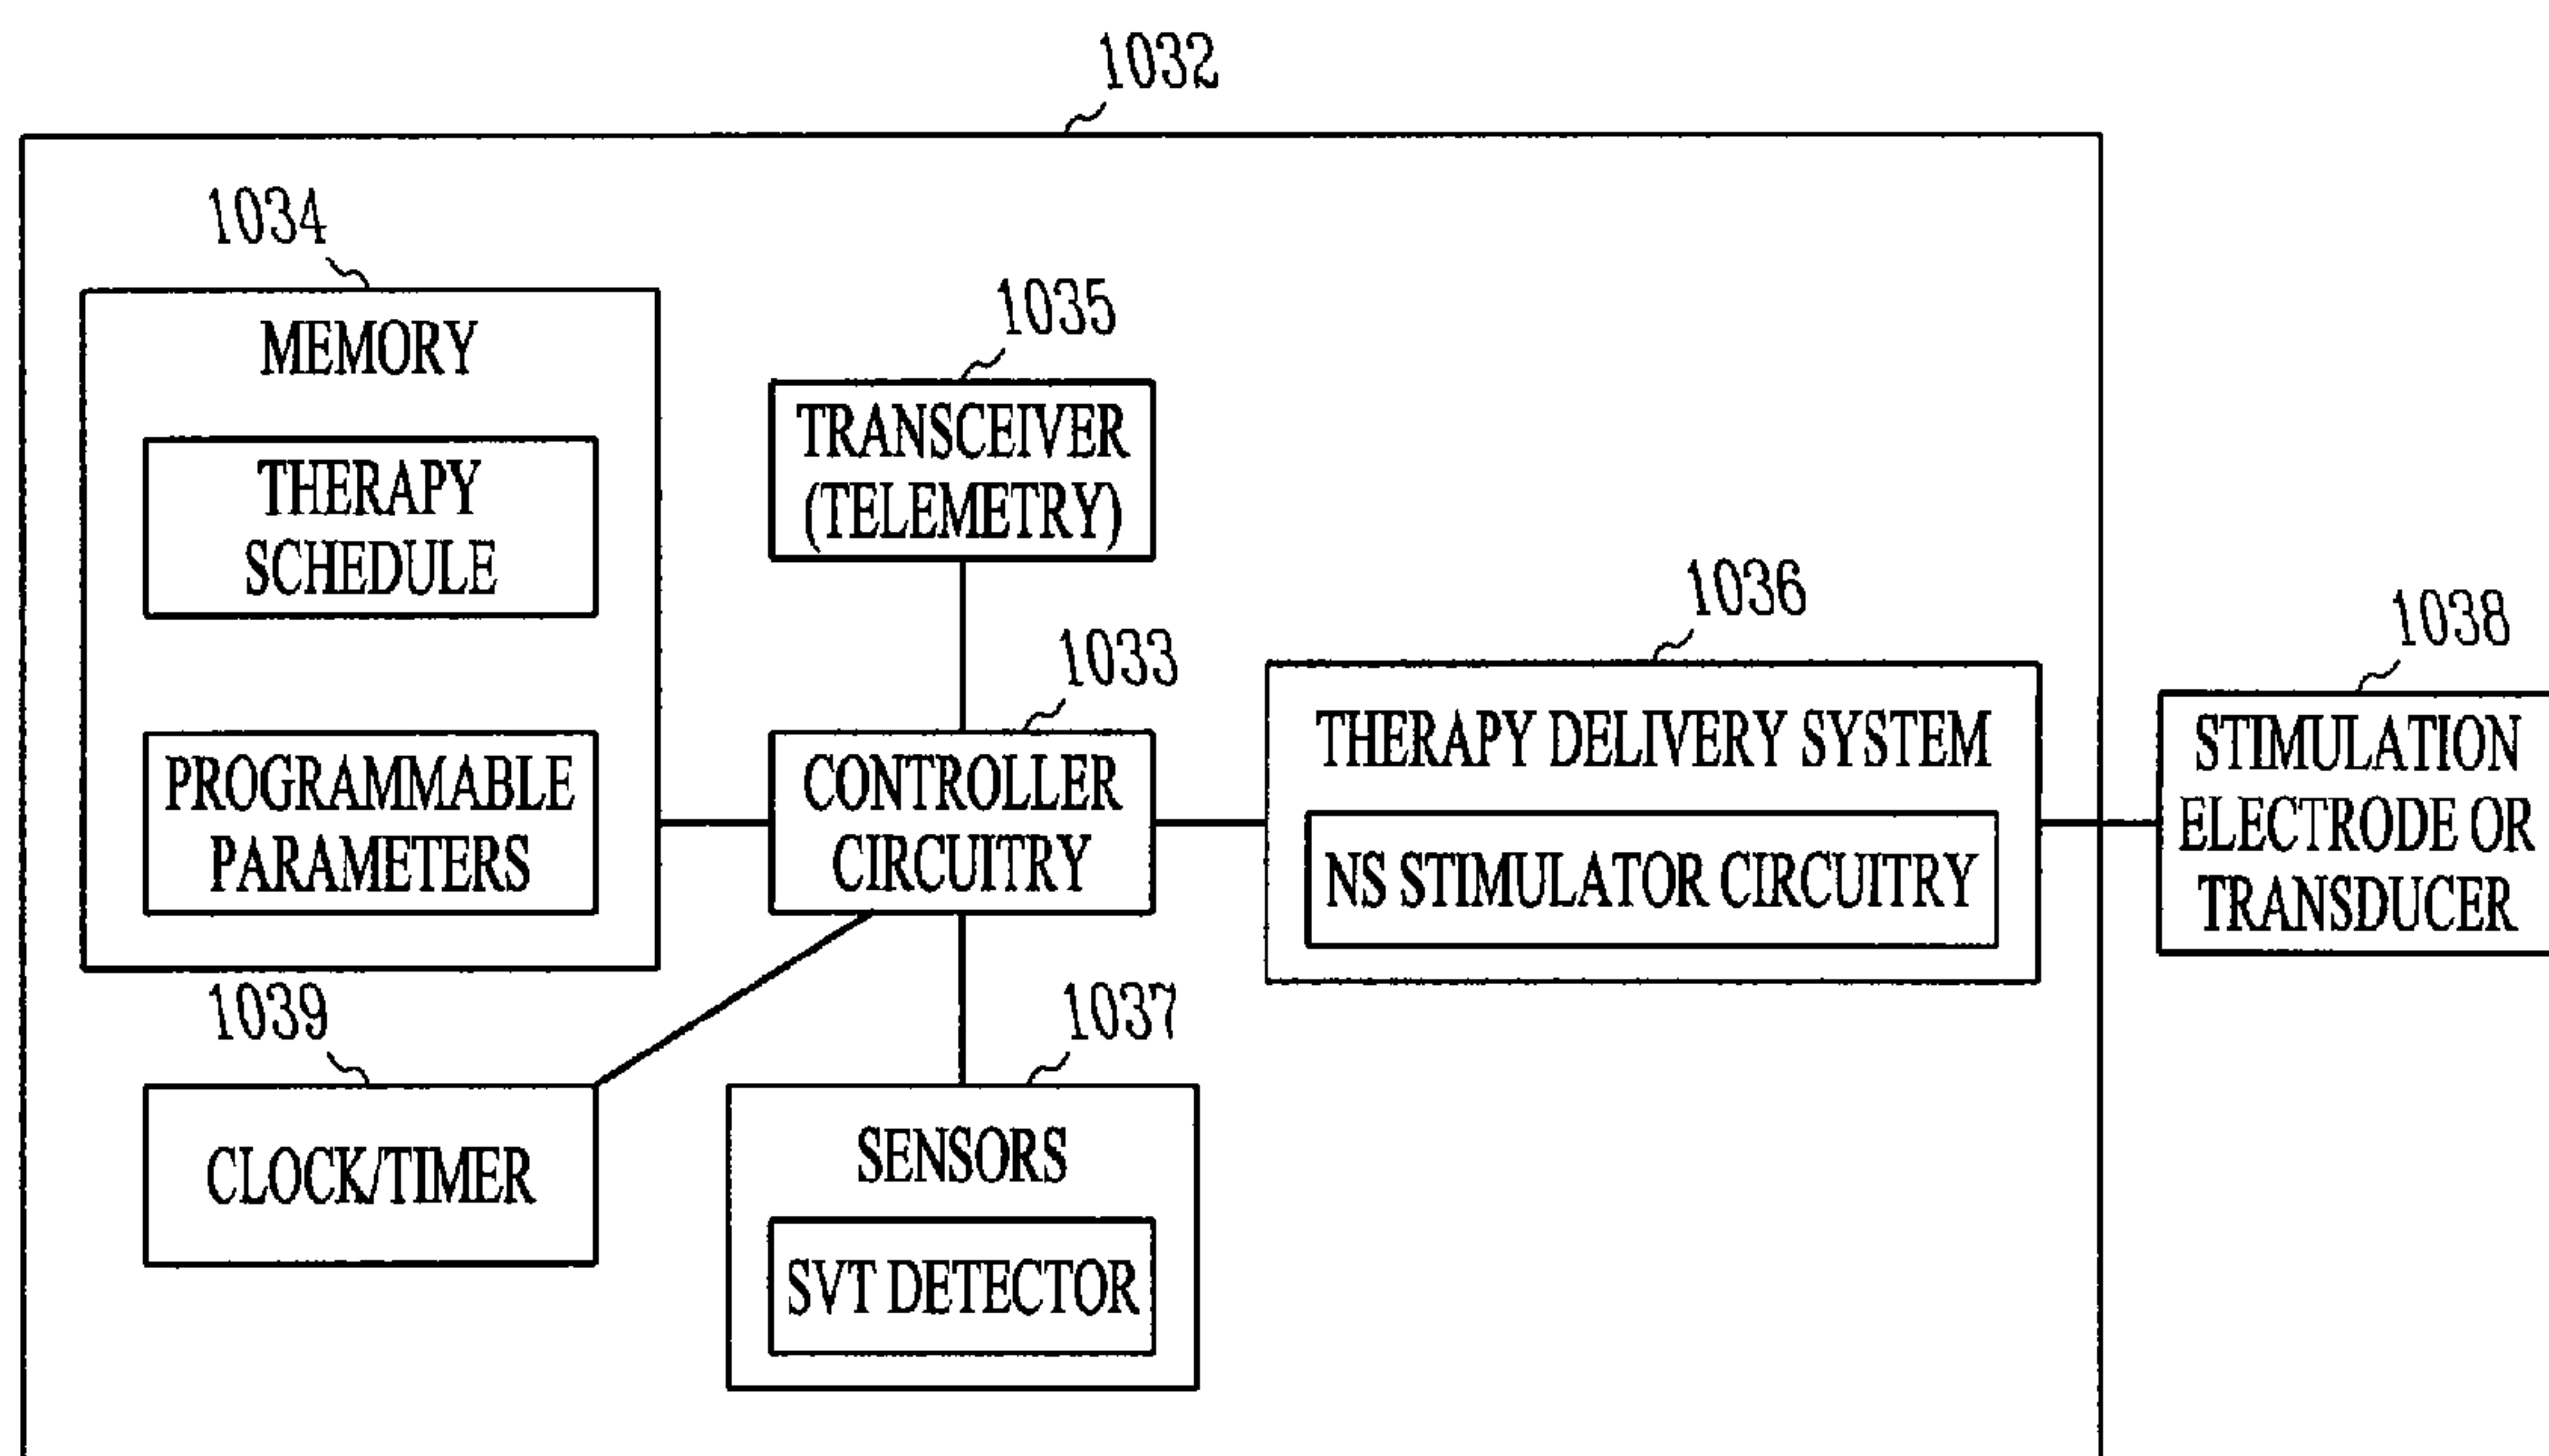 1032
1034
MEMORY
THERAPY
SCHEDULE
PROGRAMMABLE
PARAMETERS
1035
TRANSCEIVER
(TELEMETRY)
1033
CONTROLLER
CIRCUITRY
1036
THERAPY DELIVERY SYSTEM
NS STIMULATOR CIRCUITRY
1038
STIMULATION
ELECTRODE OR
TRANSDUCER
1039
CLOCK/TIMER
1037
SENSORS
SVT DETECTOR